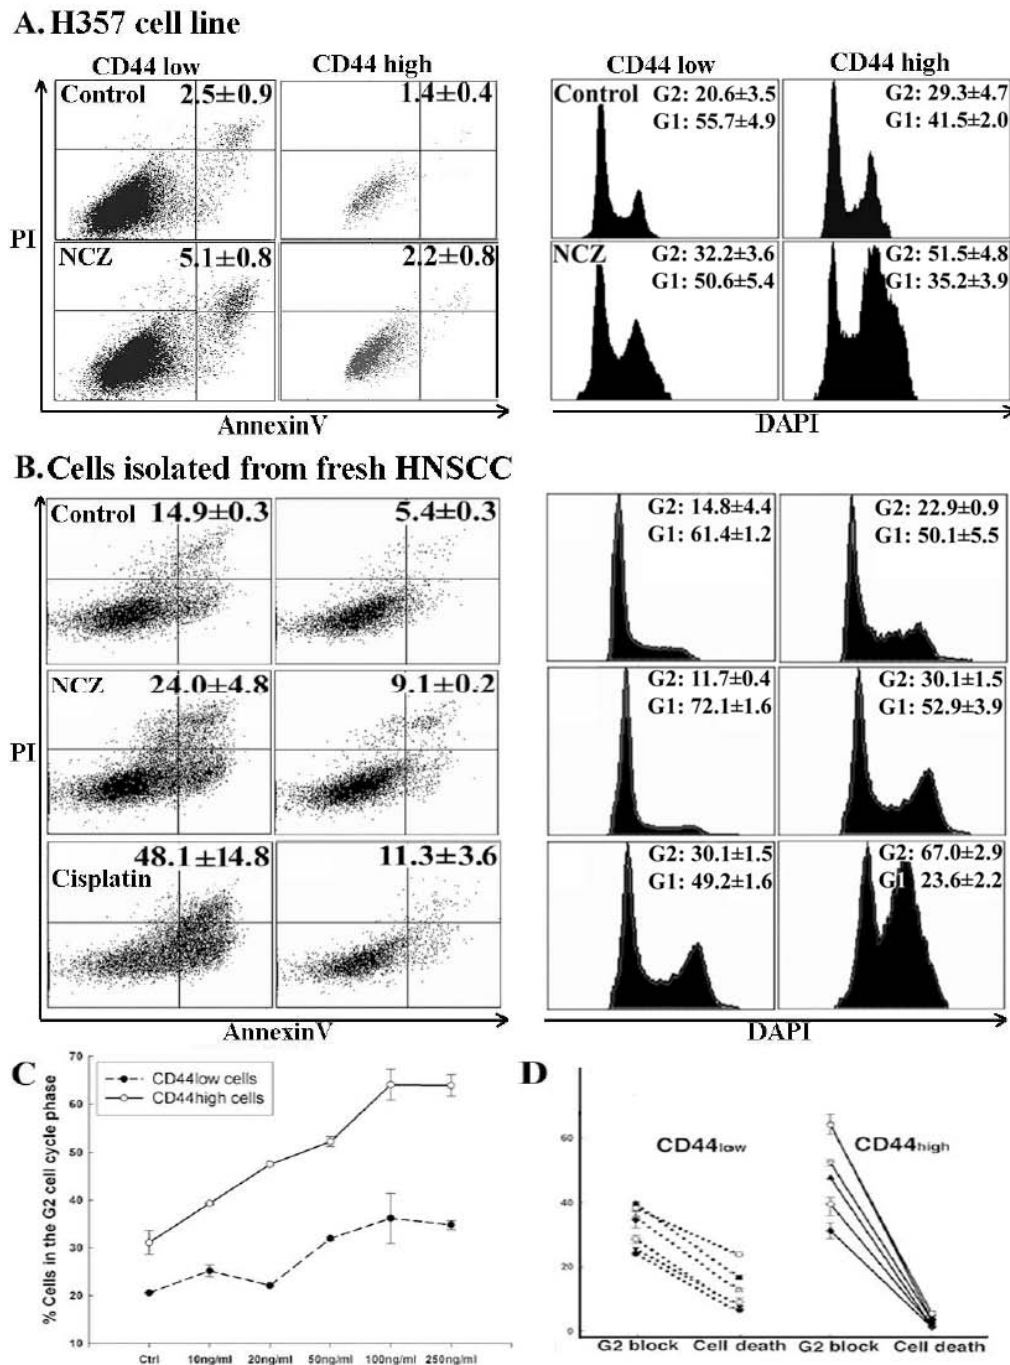 A. H357 cell line
CD44 low CD44 high CD44 low CD44 high
Control 2.5±0.9 1.4±0.4
Control G2: 20.6±3.5
G1: 55.7±4.9
G2: 29.3±4.7
G1: 41.5±2.0
PI
NCZ 5.1±0.8 2.2±0.8
NCZ G2: 32.2±3.6
G1: 50.6±5.4
G2: 51.5±4.8
G1: 35.2±3.9
AnnexinV DAPI
B. Cells isolated from fresh HNSCC
Control 14.9±0.3 5.4±0.3
G2: 14.8±4.4
G1: 61.4±1.2
G2: 22.9±0.9
G1: 50.1±5.5
NCZ 24.0±4.8 9.1±0.2
G2: 11.7±0.4
G1: 72.1±1.6
G2: 30.1±1.5
G1: 52.9±3.9
PI
Cisplatin 48.1±14.8 11.3±3.6
G2: 30.1±1.5
G1: 49.2±1.6
G2: 67.0±2.9
G1 23.6±2.2
AnnexinV DAPI
C
% Cells in the G2 cell cycle phase
70
60
50
40
30
20
10
CD44low cells
CD44high cells
Ctrl 10ng/ml 20ng/ml 50ng/ml 100ng/ml 250ng/ml
D
60
40
20
0
CD44low CD44high
G2 block Cell death G2 block Cell death